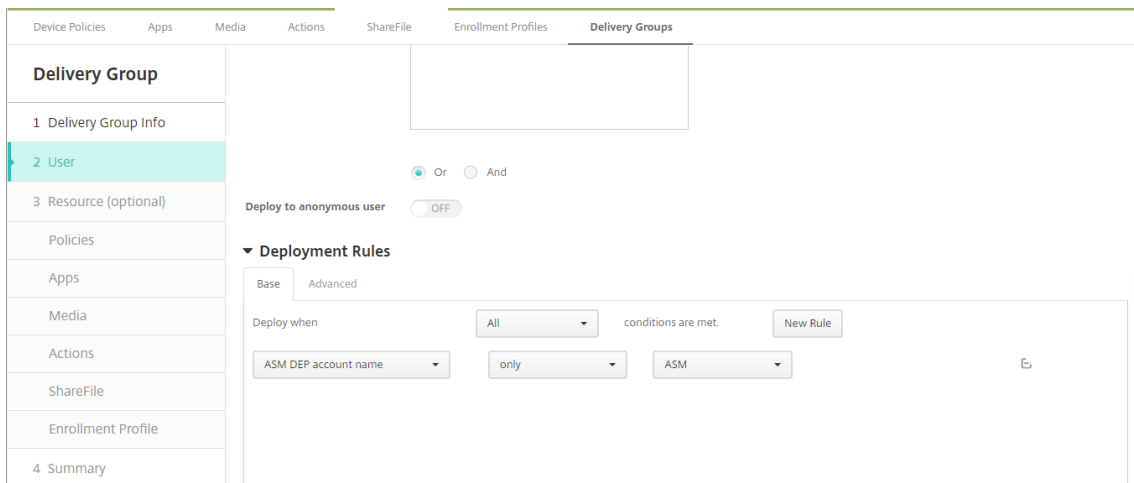 Device Policies Apps Media Actions ShareFile Enrollment Profiles Delivery Groups
Delivery Group
1 Delivery Group Info
2 User
3 Resource (optional)
Policies
Apps
Media
Actions
ShareFile
Enrollment Profile
4 Summary
Or And
Deploy to anonymous user OFF
Deployment Rules
Base Advanced
Deploy when All conditions are met. New Rule
ASM DEP account name only ASM